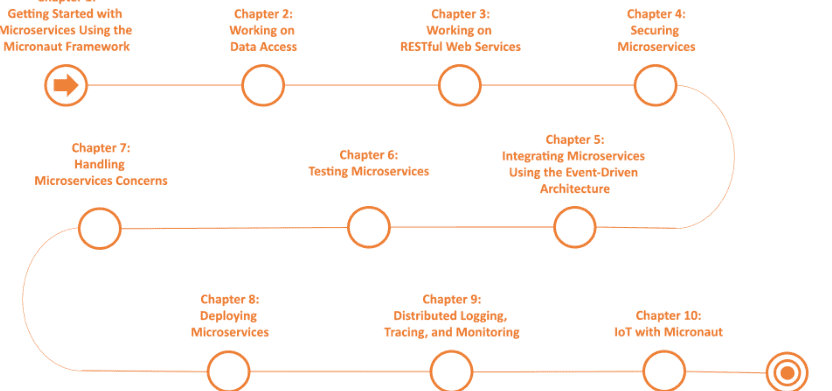 Getting Started with
Microservices Using the
Micronaut Framework
Chapter 2:
Working on
Data Access
Chapter 3:
Working on
RESTful Web Services
Chapter 4:
Securing
Microservices
Chapter 5:
Integrating Microservices
Using the Event-Driven
Architecture
Chapter 6:
Testing Microservices
Chapter 7:
Handling
Microservices Concerns
Chapter 8:
Deploying
Microservices
Chapter 9:
Distributed Logging,
Tracing, and Monitoring
Chapter 10:
IoT with Micronaut